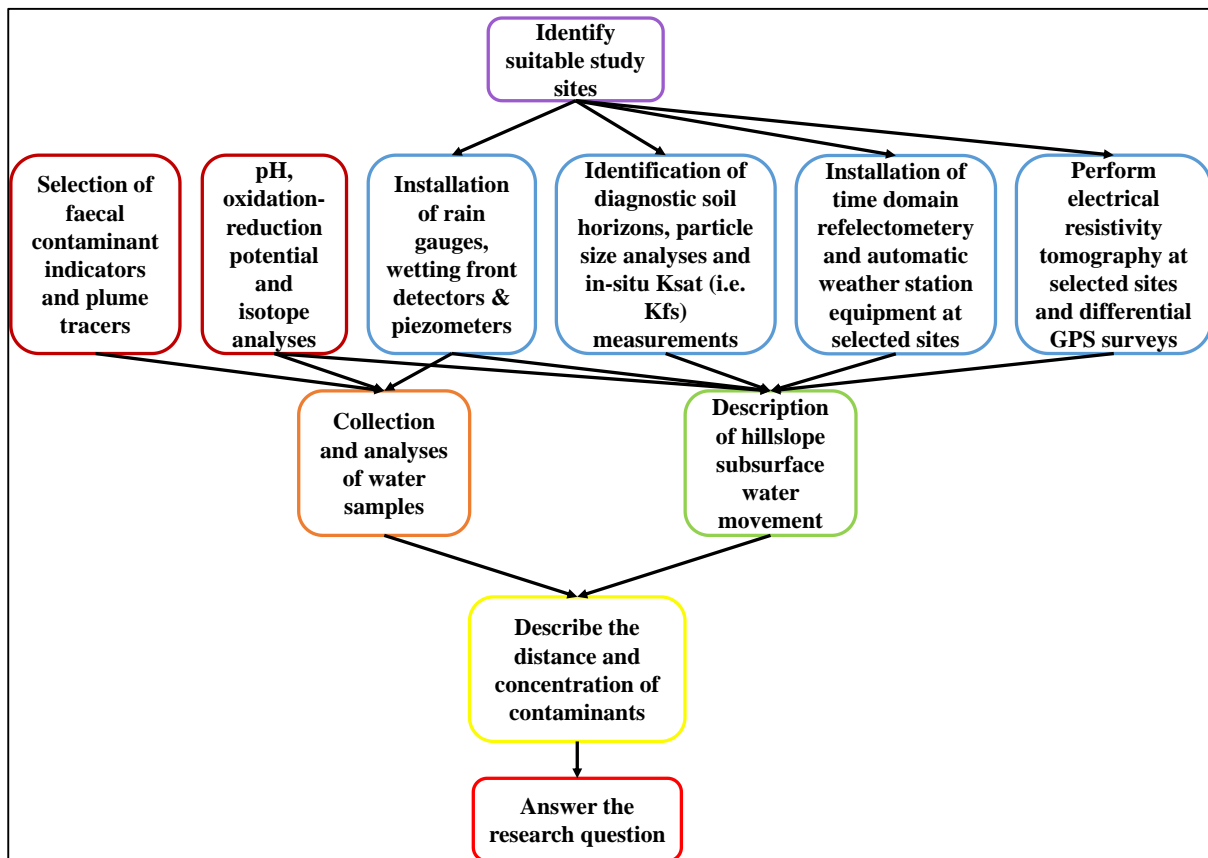 Identify
suitable study
sites
Selection of
faecal
contaminant
indicators
and plume
tracers
pH,
oxidation-
reduction
potential
and
isotope
analyses
Installation
of rain
gauges,
wetting front
detectors &
piezometers
Identification of
diagnostic soil
horizons, particle
size analyses and
in-situ Ksat (i.e.
Kfs)
measurements
Installation of
time domain
refelectometery
and automatic
weather station
equipment at
selected sites
Perform
electrical
resistivity
tomography at
selected sites
and differential
GPS surveys
Collection
and analyses
of water
samples
Description
of hillslope
subsurface
water
movement
Describe the
distance and
concentration of
contaminants
Answer the
research question